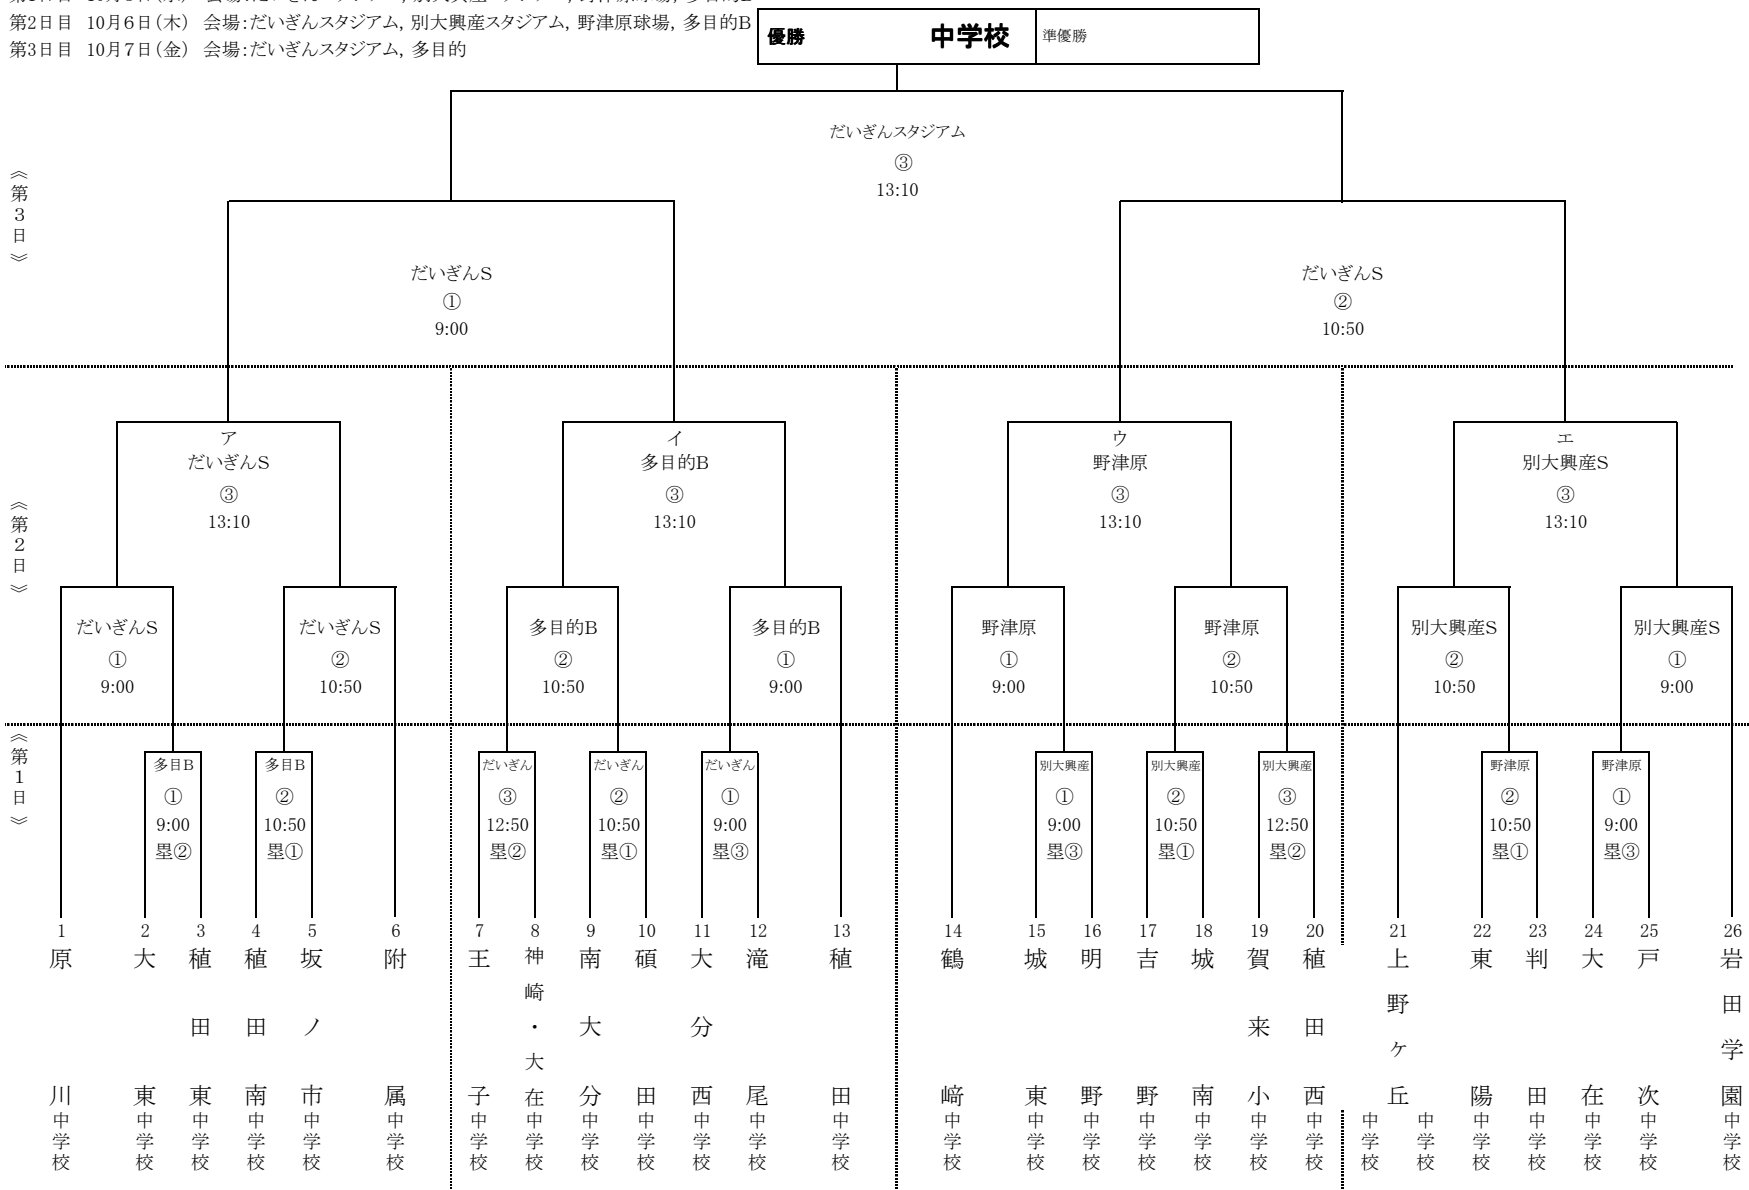 第2日目 10月6日(木) 会場:だいぎんスタジアム, 別大興産スタジアム, 野津原球場, 多目的B
第3日目 10月7日(金) 会場:だいぎんスタジアム, 多目的
優勝 中学校 準優勝
だいぎんスタジアム
③
13:10
《第3日》
だいぎんS だいぎんS
① ②
9:00 10:50
《第2日》
ア イ ウ エ
だいぎんS 多目的B 野津原 別大興産S
③ ③ ③ ③
13:10 13:10 13:10 13:10
だいぎんS だいぎんS 多目的B 多目的B 野津原 野津原 別大興産S 別大興産S
① ② ② ① ① ② ② ①
9:00 10:50 10:50 9:00 9:00 10:50 10:50 9:00
《第1日》
多目B 多目B だいぎん だいぎん だいぎん 別大興産 別大興産 別大興産 野津原 野津原
① ② ③ ② ① ① ② ③ ② ①
9:00 10:50 12:50 10:50 9:00 9:00 10:50 12:50 10:50 9:00
塁② 塁① 塁② 塁① 塁③ 塁③ 塁① 塁② 塁① 塁③
1 原川中学校
2 大東中学校
3 稙田東中学校
4 稙田南中学校
5 坂ノ市中学校
6 附属中学校
7 王子中学校
8 神崎・大在中学校
9 南大分中学校
10 碩田中学校
11 大分西中学校
12 滝尾中学校
13 稙田中学校
14 鶴﨑中学校
15 城東中学校
16 明野中学校
17 吉野中学校
18 城南中学校
19 賀来小中学校
20 稙田西中学校
21 上野ケ丘中学校 中学校
22 東陽中学校
23 判田中学校
24 大在中学校
25 戸次中学校
26 岩田学園中学校